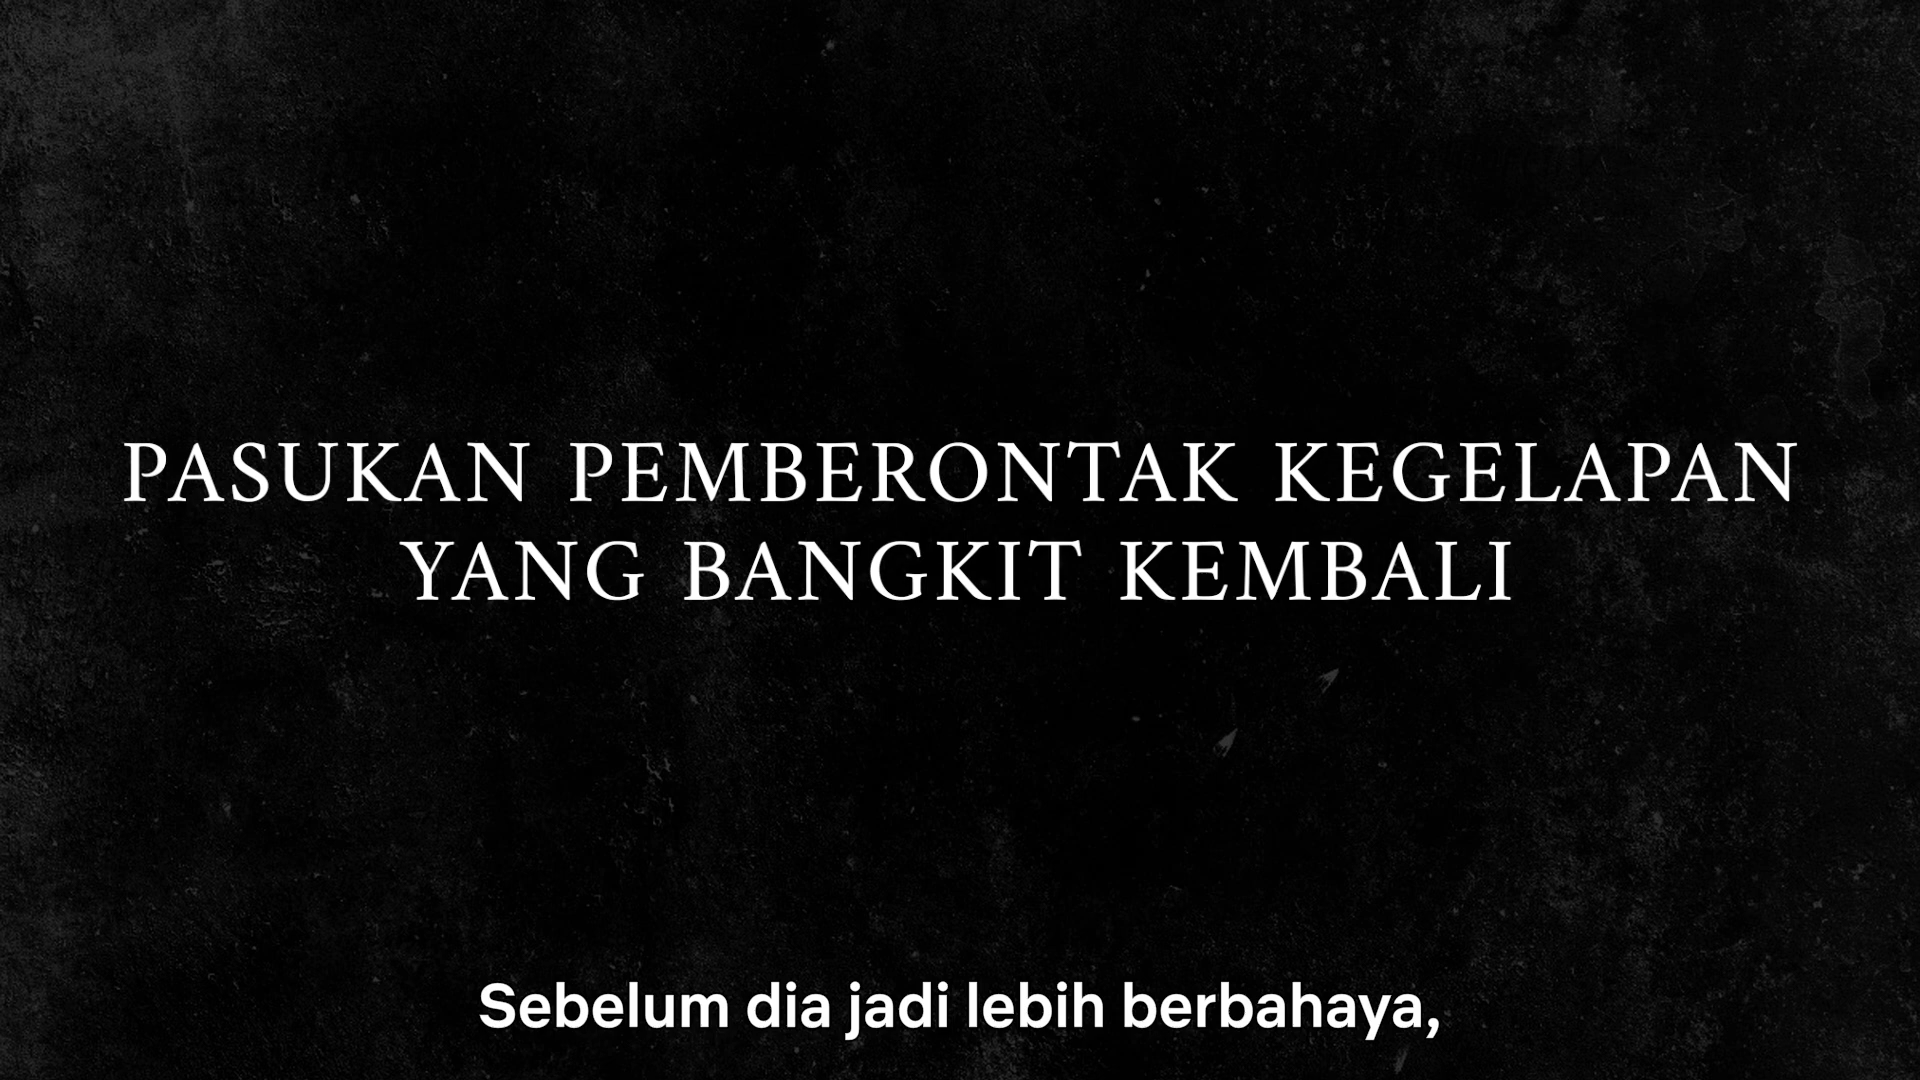 PASUKAN PEMBERONTAK KEGELAPAN
YANG BANGKIT KEMBALI
Sebelum dia jadi lebih berbahaya,